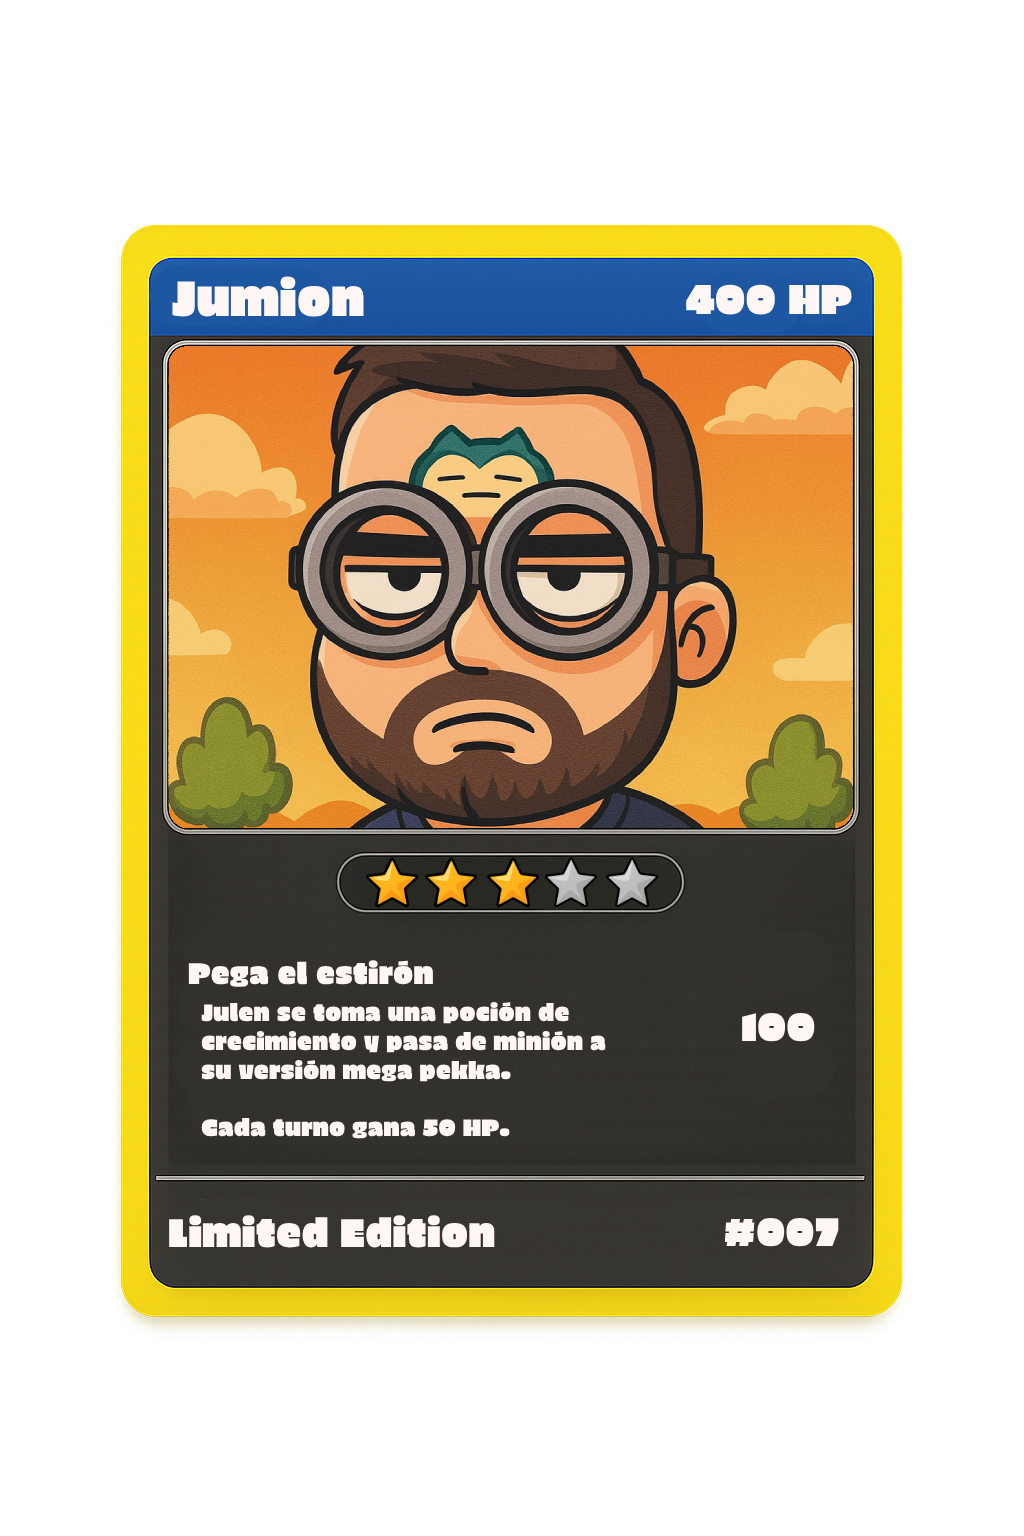 Jumion
400 HP
Pega el estirón
Julen se toma una poción de
crecimiento y pasa de minión a
su versión mega pekka.
100
Cada turno gana 50 HP.
Limited Edition
#007